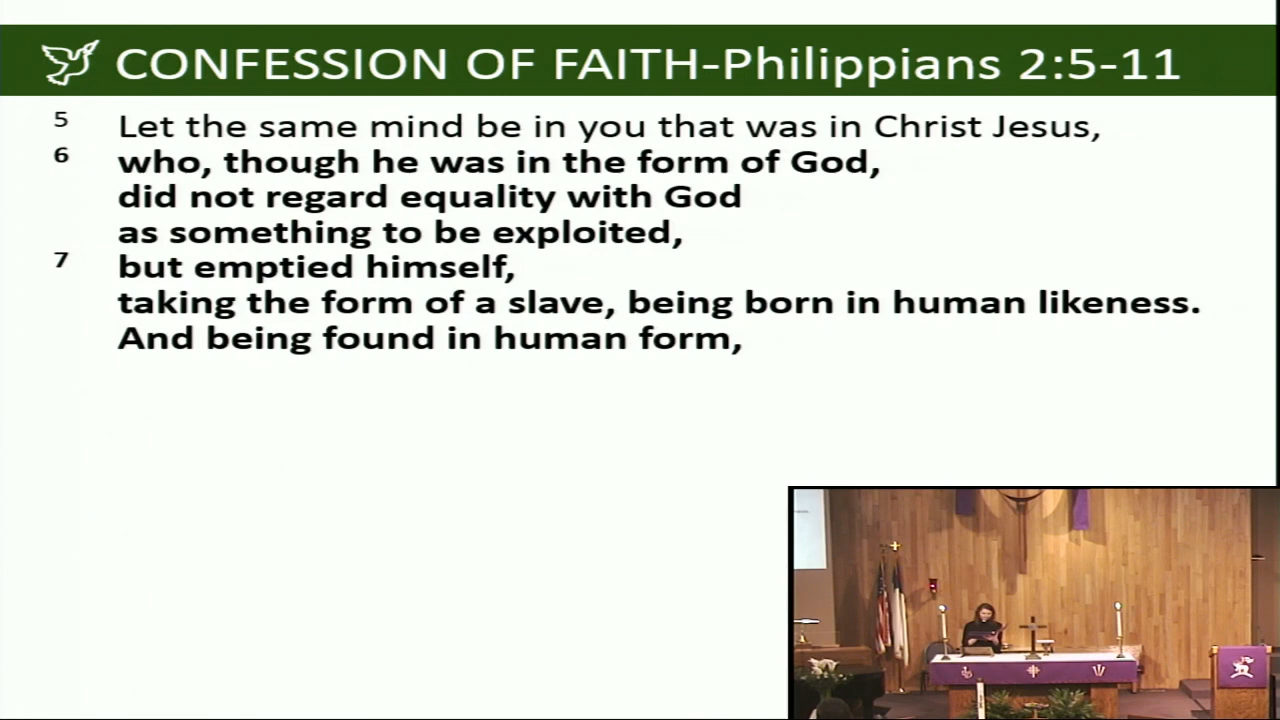 CONFESSION OF FAITH-Philippians 2:5-11
5 Let the same mind be in you that was in Christ Jesus,
6 who, though he was in the form of God,
did not regard equality with God
as something to be exploited,
7 but emptied himself,
taking the form of a slave, being born in human likeness.
And being found in human form,